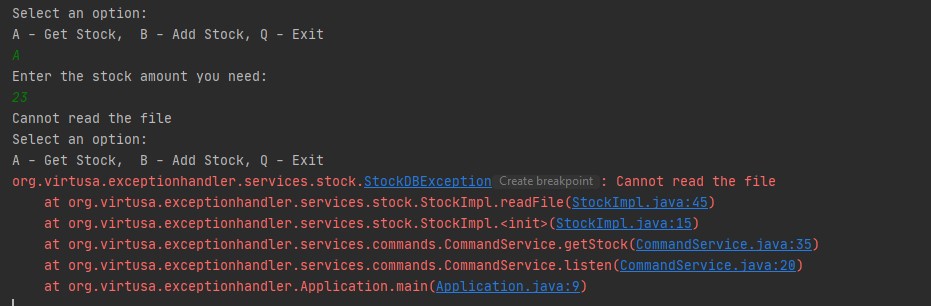 Select an option:
A - Get Stock,  B - Add Stock, Q - Exit
A
Enter the stock amount you need:
23
Cannot read the file
Select an option:
A - Get Stock,  B - Add Stock, Q - Exit
org.virtusa.exceptionhandler.services.stock.StockDBException Create breakpoint : Cannot read the file
    at org.virtusa.exceptionhandler.services.stock.StockImpl.readFile(StockImpl.java:45)
    at org.virtusa.exceptionhandler.services.stock.StockImpl.<init>(StockImpl.java:15)
    at org.virtusa.exceptionhandler.services.commands.CommandService.getStock(CommandService.java:35)
    at org.virtusa.exceptionhandler.services.commands.CommandService.listen(CommandService.java:20)
    at org.virtusa.exceptionhandler.Application.main(Application.java:9)